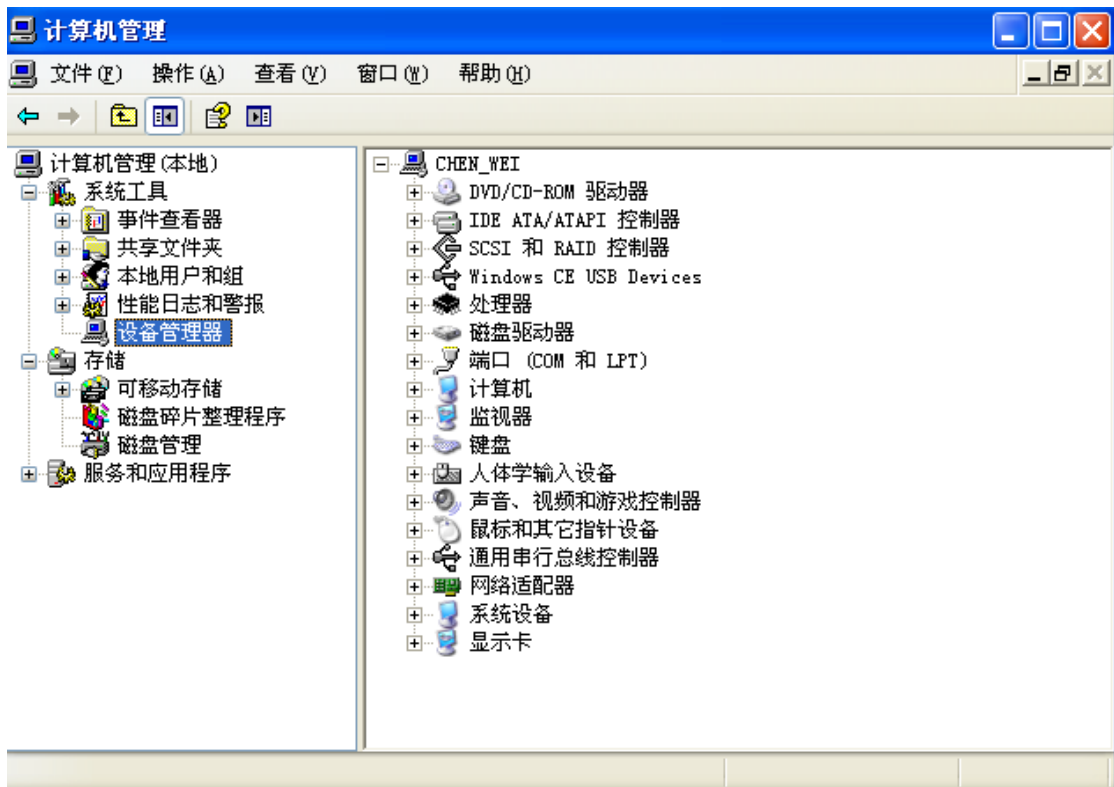 计算机管理
文件(F) 操作(A) 查看(V) 窗口(W) 帮助(H)
计算机管理(本地)
系统工具
事件查看器
共享文件夹
本地用户和组
性能日志和警报
设备管理器
存储
可移动存储
磁盘碎片整理程序
磁盘管理
服务和应用程序
CHEN_WEI
DVD/CD-ROM 驱动器
IDE ATA/ATAPI 控制器
SCSI 和 RAID 控制器
Windows CE USB Devices
处理器
磁盘驱动器
端口 (COM 和 LPT)
计算机
监视器
键盘
人体学输入设备
声音、视频和游戏控制器
鼠标和其它指针设备
通用串行总线控制器
网络适配器
系统设备
显示卡